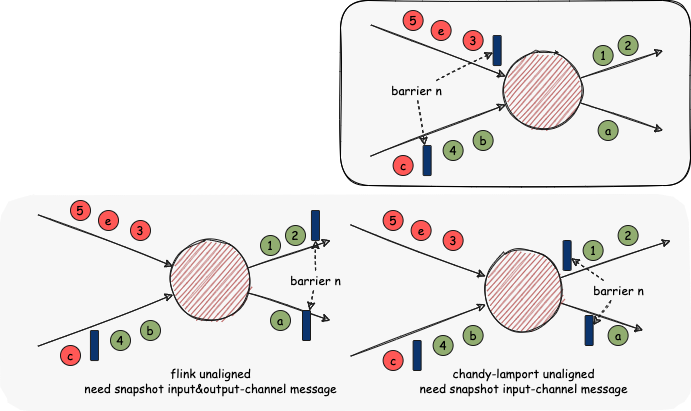 5 e 3 1 2
barrier n
c 4 b a
5 e 3 1 2
barrier n
c 4 b a
flink unaligned
need snapshot input&output-channel message
5 e 3 1 2
barrier n
c 4 b a
chandy-lamport unaligned
need snapshot input-channel message